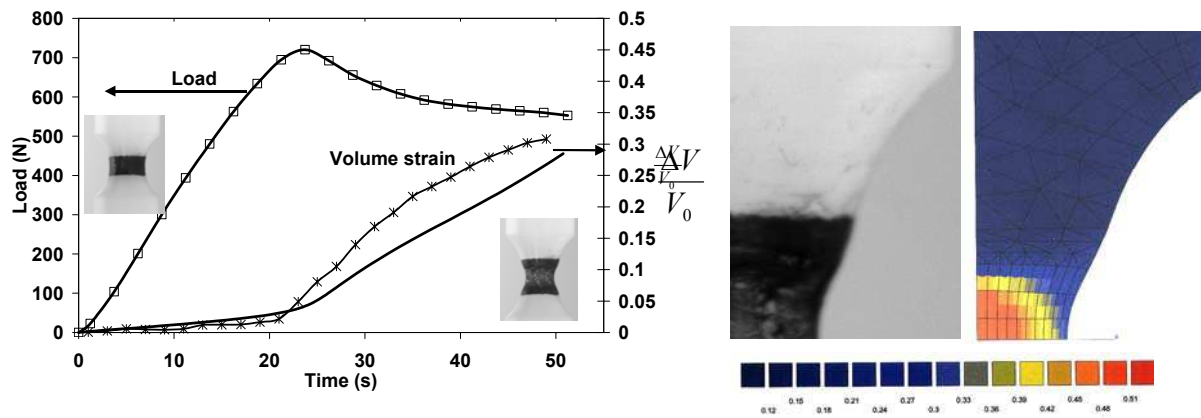 800
700
600
500
400
300
200
100
0
Load (N)
Load
Volume strain
0.5
0.45
0.4
0.35
0.3
0.25
0.2
0.15
0.1
0.05
0
ΔV
V₀
ΔV
V₀
0 10 20 30 40 50
Time (s)
0.15 0.21 0.27 0.33 0.39 0.45 0.51
0.12 0.18 0.24 0.3 0.36 0.42 0.48